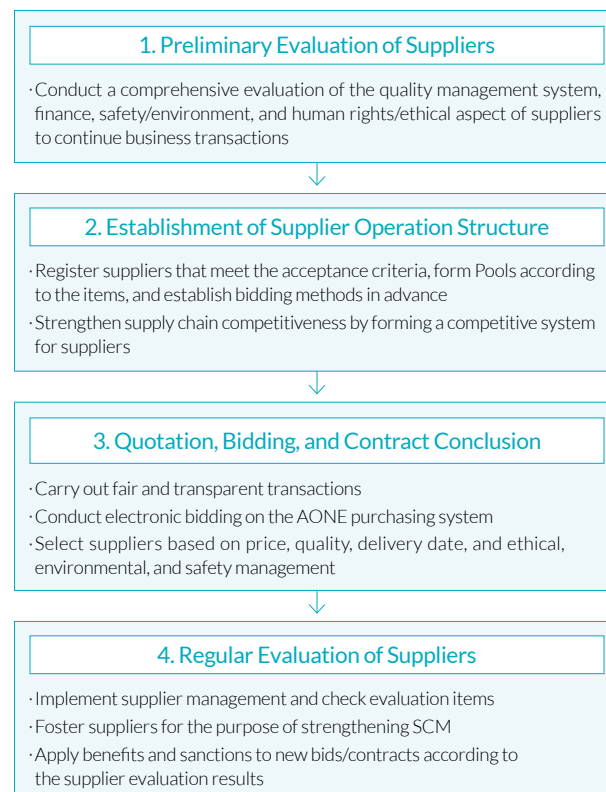 1. Preliminary Evaluation of Suppliers
·Conduct a comprehensive evaluation of the quality management system,
finance, safety/environment, and human rights/ethical aspect of suppliers
to continue business transactions
2. Establishment of Supplier Operation Structure
·Register suppliers that meet the acceptance criteria, form Pools according
to the items, and establish bidding methods in advance
·Strengthen supply chain competitiveness by forming a competitive system
for suppliers
3. Quotation, Bidding, and Contract Conclusion
·Carry out fair and transparent transactions
·Conduct electronic bidding on the AONE purchasing system
·Select suppliers based on price, quality, delivery date, and ethical,
environmental, and safety management
4. Regular Evaluation of Suppliers
·Implement supplier management and check evaluation items
·Foster suppliers for the purpose of strengthening SCM
·Apply benefits and sanctions to new bids/contracts according to
the supplier evaluation results